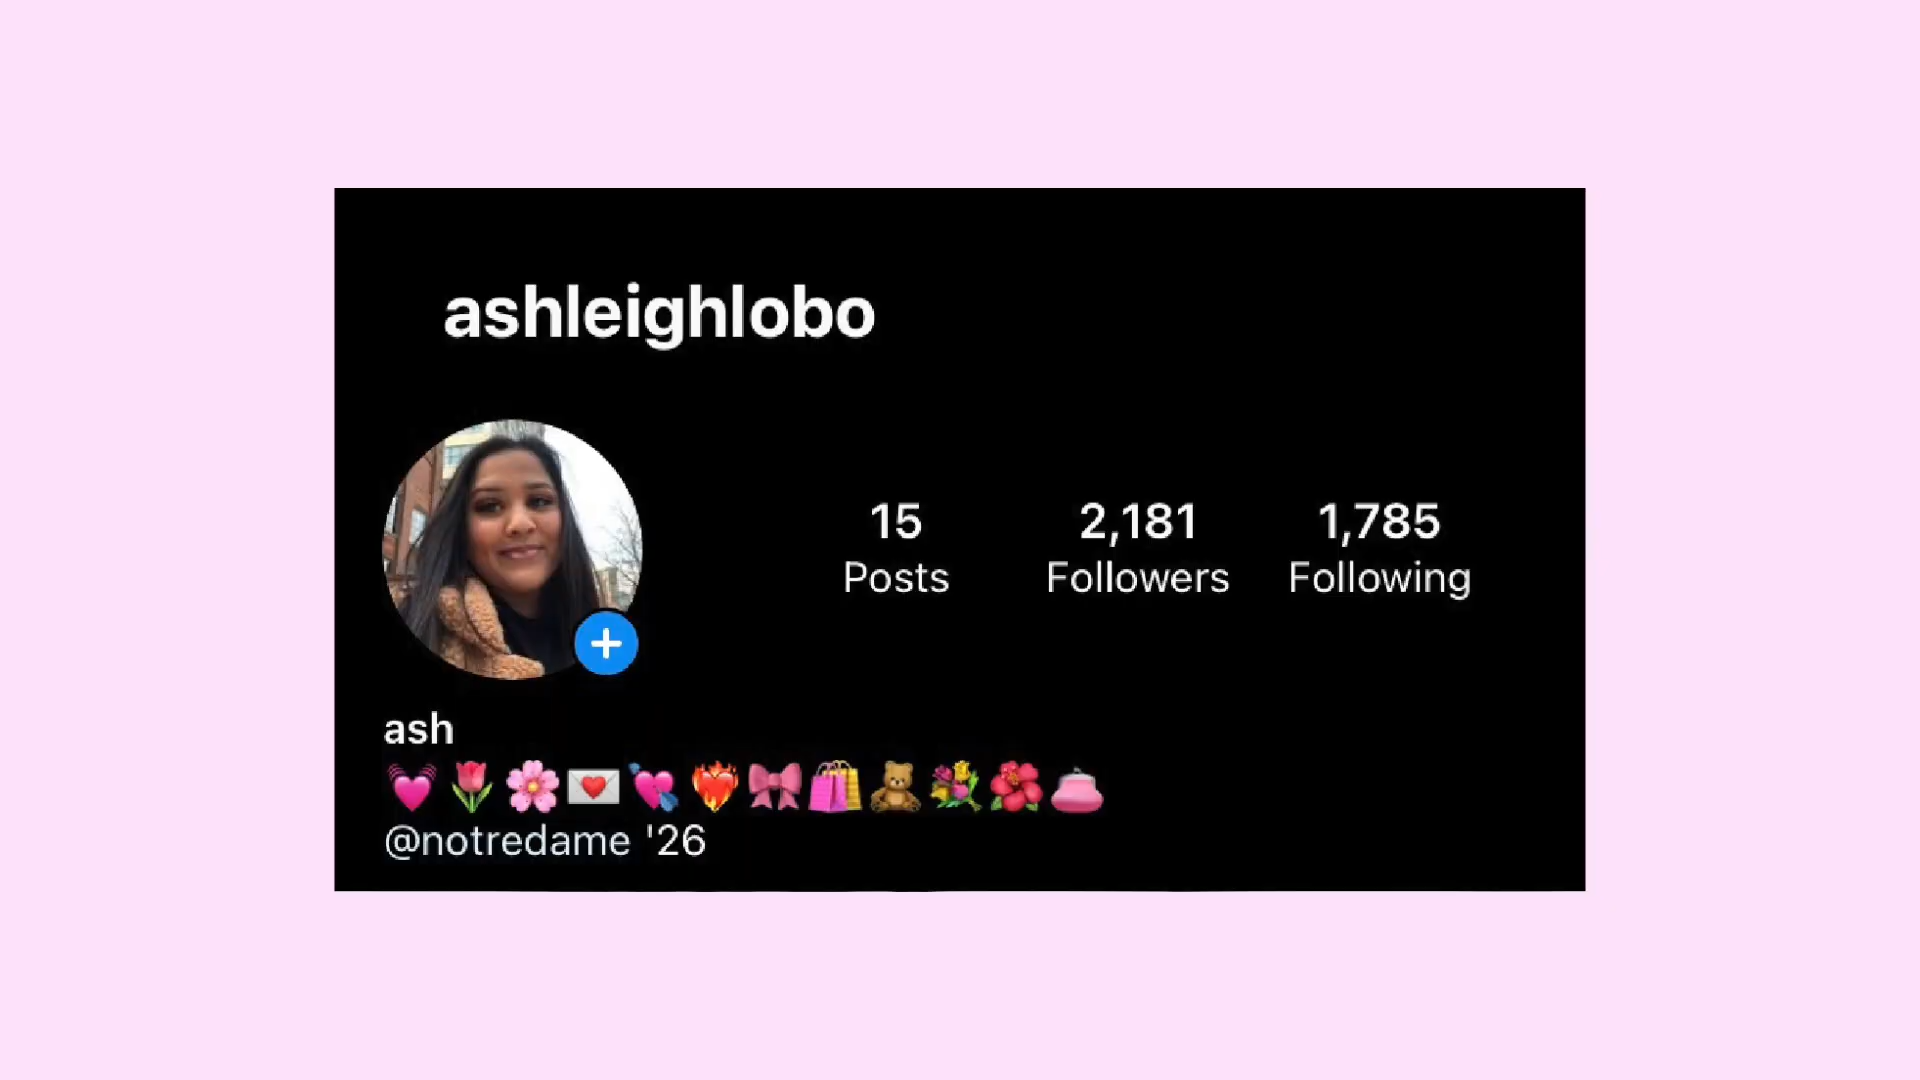 ashleighlobo
15 2,181 1,785
Posts Followers Following
ash
💓🌷🌸💌💘❤️‍🔥🎀🛍️🧸💐🌺👛
@notredame '26